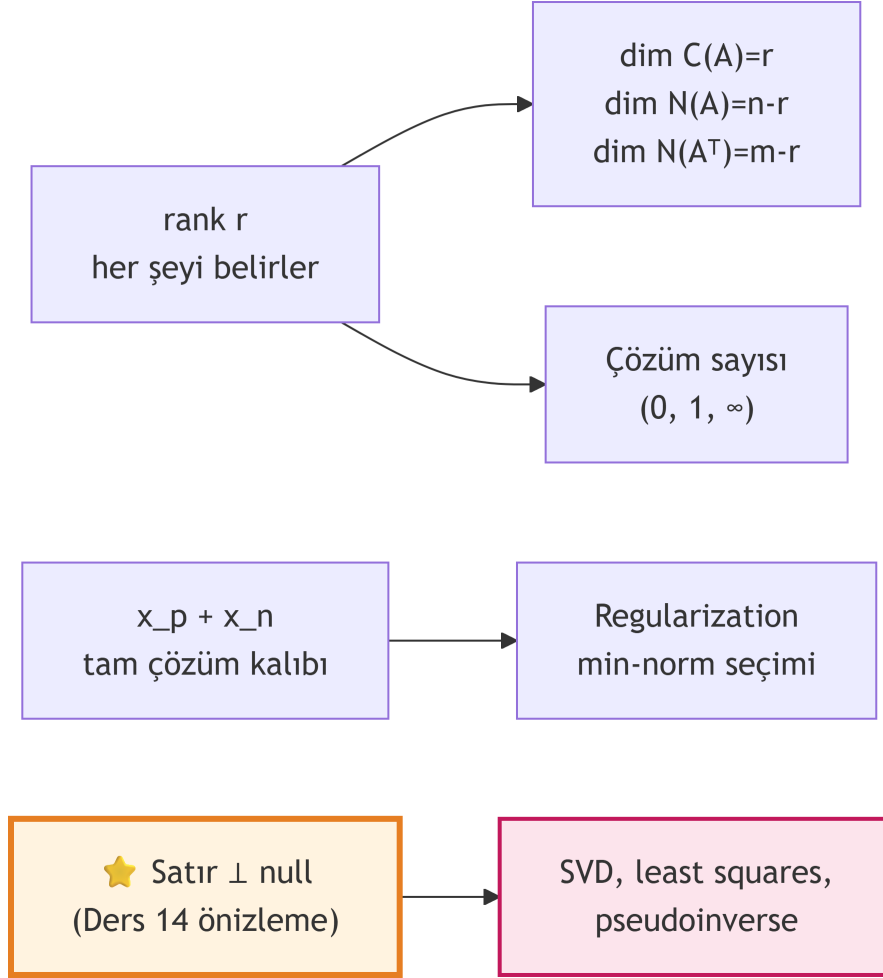 dim C(A)=r
dim N(A)=n-r
dim N(Aᵀ)=m-r
rank r
her şeyi belirler
Çözüm sayısı
(0, 1, ∞)
x_p + x_n
tam çözüm kalıbı
Regularization
min-norm seçimi
⭐ Satır ⊥ null
(Ders 14 önizleme)
SVD, least squares,
pseudoinverse